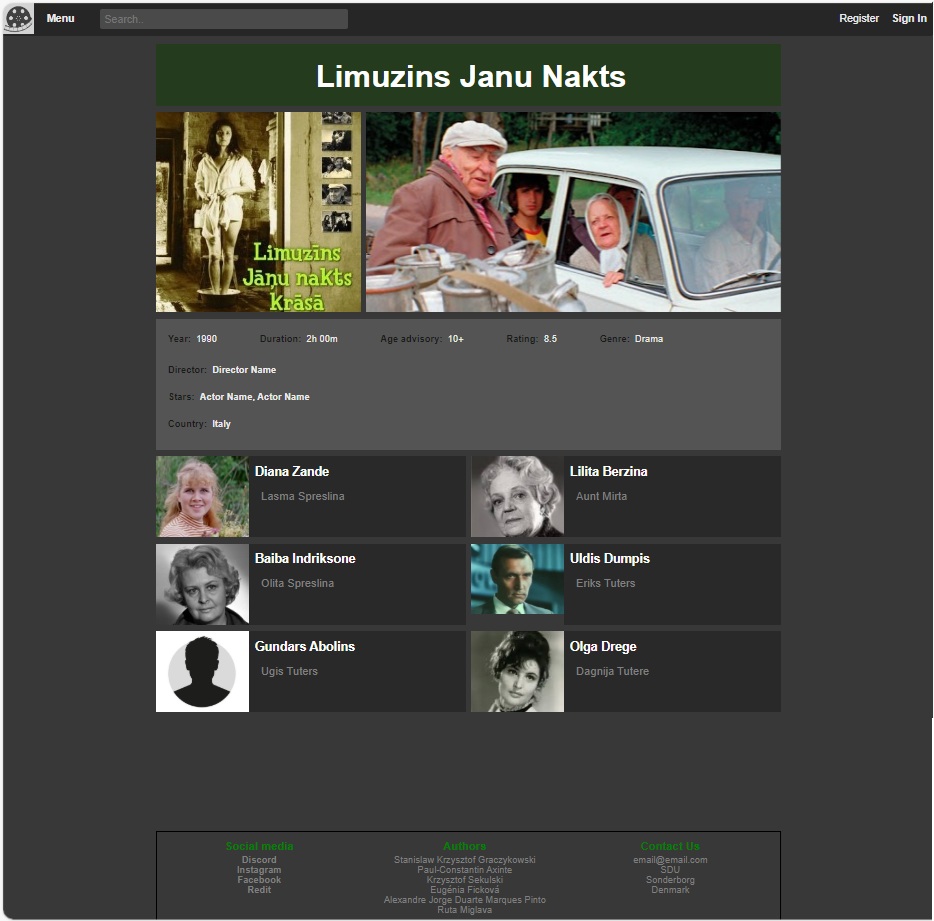 Menu
Search..
Register
Sign In
Limuzins Janu Nakts
Limuzīns
Jāņu nakts
krāsā
Year: 1990 Duration: 2h 00m Age advisory: 10+ Rating: 8.5 Genre: Drama
Director: Director Name
Stars: Actor Name, Actor Name
Country: Italy
Diana Zande
Lasma Spreslina
Lilita Berzina
Aunt Mirta
Baiba Indriksone
Olita Spreslina
Uldis Dumpis
Eriks Tuters
Gundars Abolins
Ugis Tuters
Olga Drege
Dagnija Tutere
Social media
Discord
Instagram
Facebook
Redit
Authors
Stanislaw Krzysztof Graczykowski
Paul-Constantin Axinte
Krzysztof Sekulski
Eugénia Ficková
Alexandre Jorge Duarte Marques Pinto
Ruta Miglava
Contact Us
email@email.com
SDU
Sonderborg
Denmark